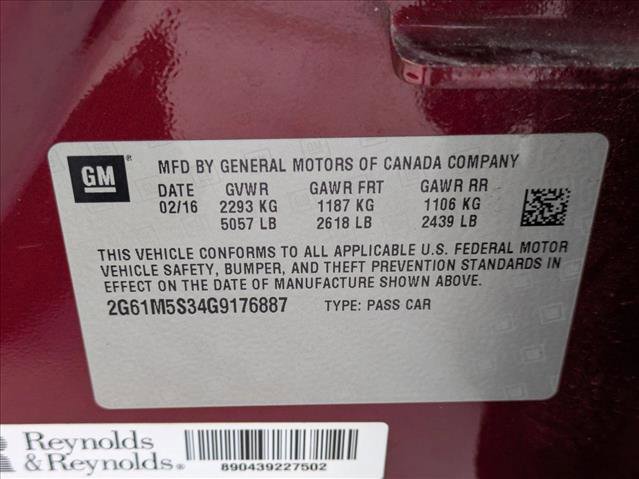 GM ® MFD BY GENERAL MOTORS OF CANADA COMPANY
DATE GVWR GAWR FRT GAWR RR
02/16 2293 KG 1187 KG 1106 KG
5057 LB 2618 LB 2439 LB
THIS VEHICLE CONFORMS TO ALL APPLICABLE U.S. FEDERAL MOTOR
VEHICLE SAFETY, BUMPER, AND THEFT PREVENTION STANDARDS IN
EFFECT ON THE DATE OF MANUFACTURE SHOWN ABOVE.
2G61M5S34G9176887 TYPE: PASS CAR
Reynolds
& Reynolds®
890439227502